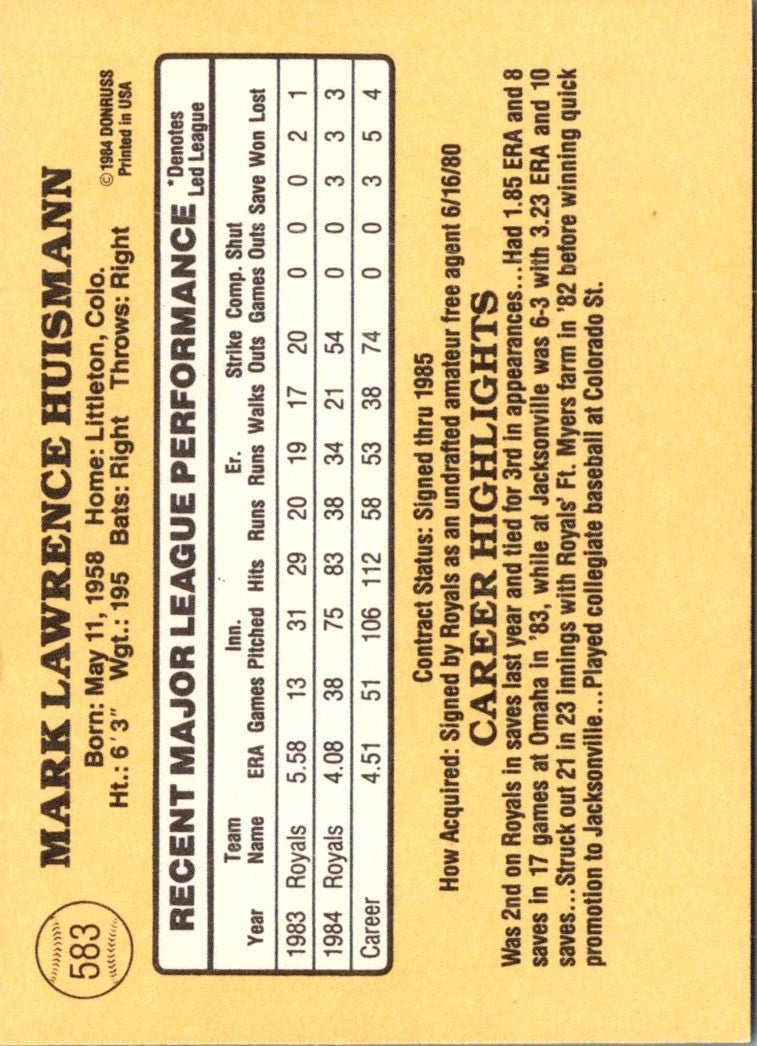 583
MARK LAWRENCE HUISMANN
Born: May 11, 1958 Home: Littleton, Colo.
Ht.: 6'3" Wgt.: 195 Bats: Right Throws: Right
©1984 DONRUSS
Printed in USA
RECENT MAJOR LEAGUE PERFORMANCE
*Denotes
Led League
Team Inn. Er. Strike Comp. Shut
Year Name ERA Games Pitched Hits Runs Runs Walks Outs Games Outs Save Won Lost
1983 Royals 5.58 13 31 29 20 19 17 20 0 0 0 2 1
1984 Royals 4.08 38 75 83 38 34 21 54 0 0 3 3 3
Career 4.51 51 106 112 58 53 38 74 0 0 3 5 4
Contract Status: Signed thru 1985
How Acquired: Signed by Royals as an undrafted amateur free agent 6/16/80
CAREER HIGHLIGHTS
Was 2nd on Royals in saves last year and tied for 3rd in appearances...Had 1.85 ERA and 8
saves in 17 games at Omaha in '83, while at Jacksonville was 6-3 with 3.23 ERA and 10
saves...Struck out 21 in 23 innings with Royals' Ft. Myers farm in '82 before winning quick
promotion to Jacksonville...Played collegiate baseball at Colorado St.